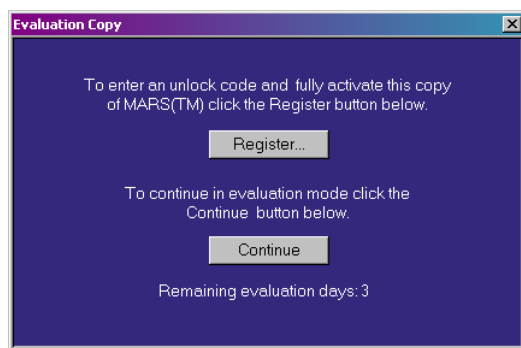 Evaluation Copy
To enter an unlock code and fully activate this copy
of MARS(TM) click the Register button below.
Register...
To continue in evaluation mode click the
Continue button below.
Continue
Remaining evaluation days: 3